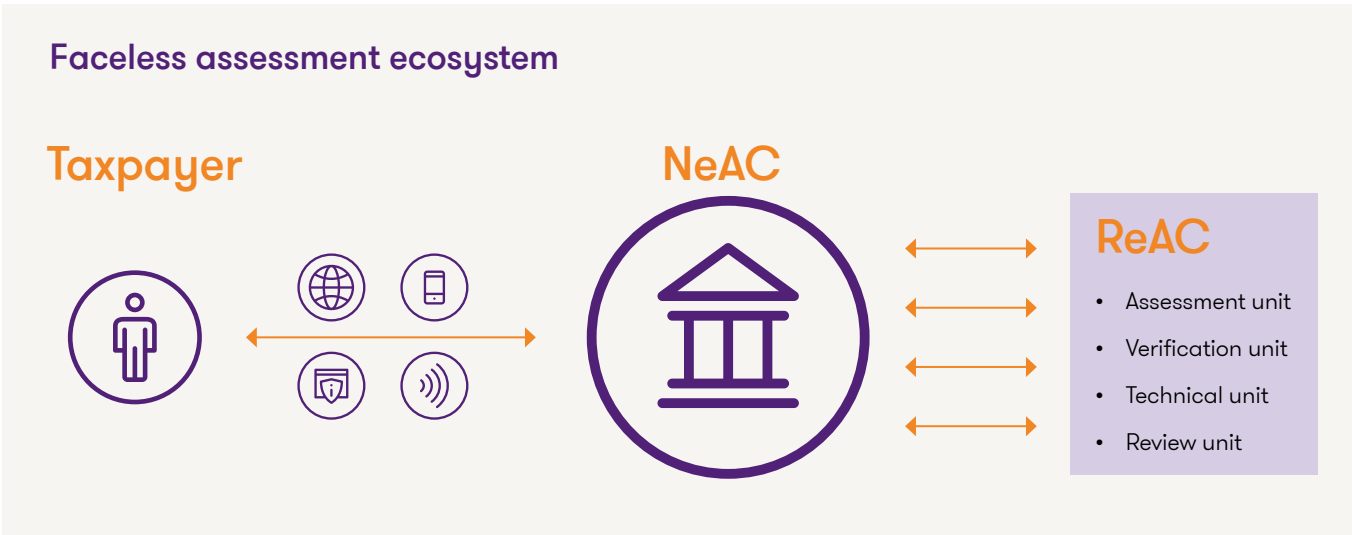 Faceless assessment ecosystem
Taxpayer
NeAC
ReAC
• Assessment unit
• Verification unit
• Technical unit
• Review unit